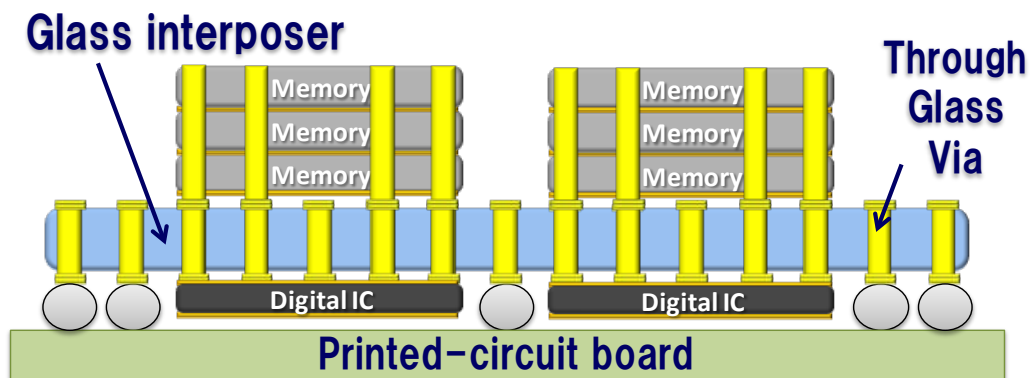 Glass interposer
Through
Glass
Via
Memory
Memory
Memory
Memory
Memory
Memory
Digital IC
Digital IC
Printed-circuit board